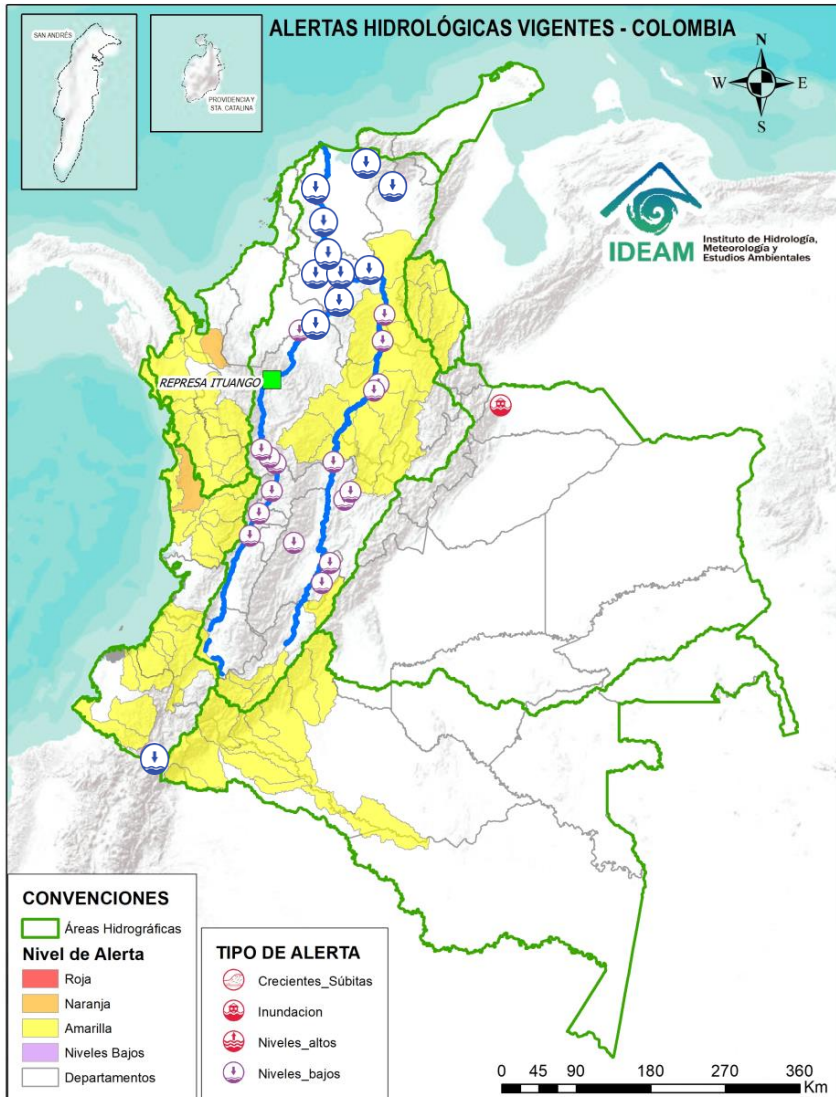 ALERTAS HIDROLÓGICAS VIGENTES - COLOMBIA
SAN ANDRÉS
PROVIDENCIA Y
STA. CATALINA
N
W
E
S
IDEAM
Instituto de Hidrología,
Meteorología y
Estudios Ambientales
REPRESA ITUANGO
CONVENCIONES
Áreas Hidrográficas
Nivel de Alerta
Roja
Naranja
Amarilla
Niveles Bajos
Departamentos
TIPO DE ALERTA
Crecientes_Súbitas
Inundacion
Niveles_altos
Niveles_bajos
0 45 90 180 270 360
Km